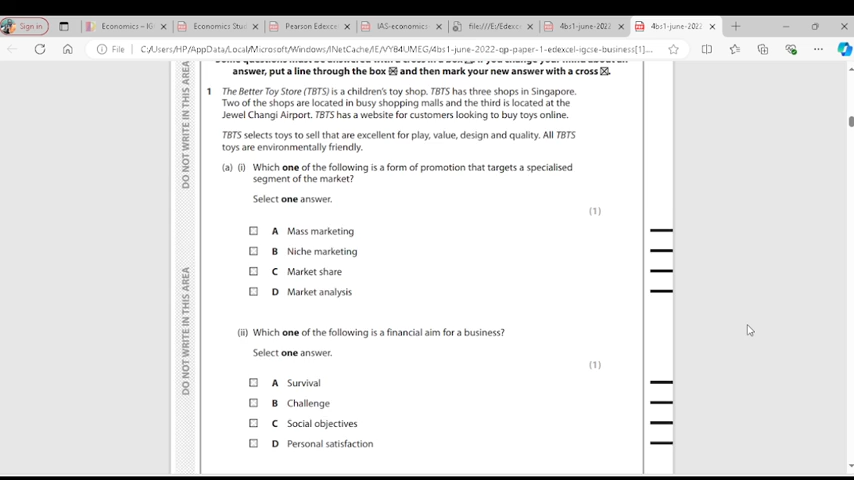 Sign in
Economics – Ki
Economics Stud
Pearson Edexcel
IAS-economics
file:///E:/Edexcel
4bs1-june-2022
4bs1-june-2022
File
C:/Users/HP/AppData/Local/Microsoft/Windows/INetCache/IE/VY84UMEG/4bs1-june-2022-qp-paper-1-edexcel-igcse-business[1]....
answer, put a line through the box and then mark your new answer with a cross
1 The Better Toy Store (TBTS) is a children's toy shop. TBTS has three shops in Singapore.
Two of the shops are located in busy shopping malls and the third is located at the
Jewel Changi Airport. TBTS has a website for customers looking to buy toys online.
TBTS selects toys to sell that are excellent for play, value, design and quality. All TBTS
toys are environmentally friendly.
(a) (i) Which one of the following is a form of promotion that targets a specialised
segment of the market?
Select one answer.
(1)
A Mass marketing
B Niche marketing
C Market share
D Market analysis
(ii) Which one of the following is a financial aim for a business?
Select one answer.
(1)
A Survival
B Challenge
C Social objectives
D Personal satisfaction
DO NOT WRITE IN THIS AREA
DO NOT WRITE IN THIS AREA